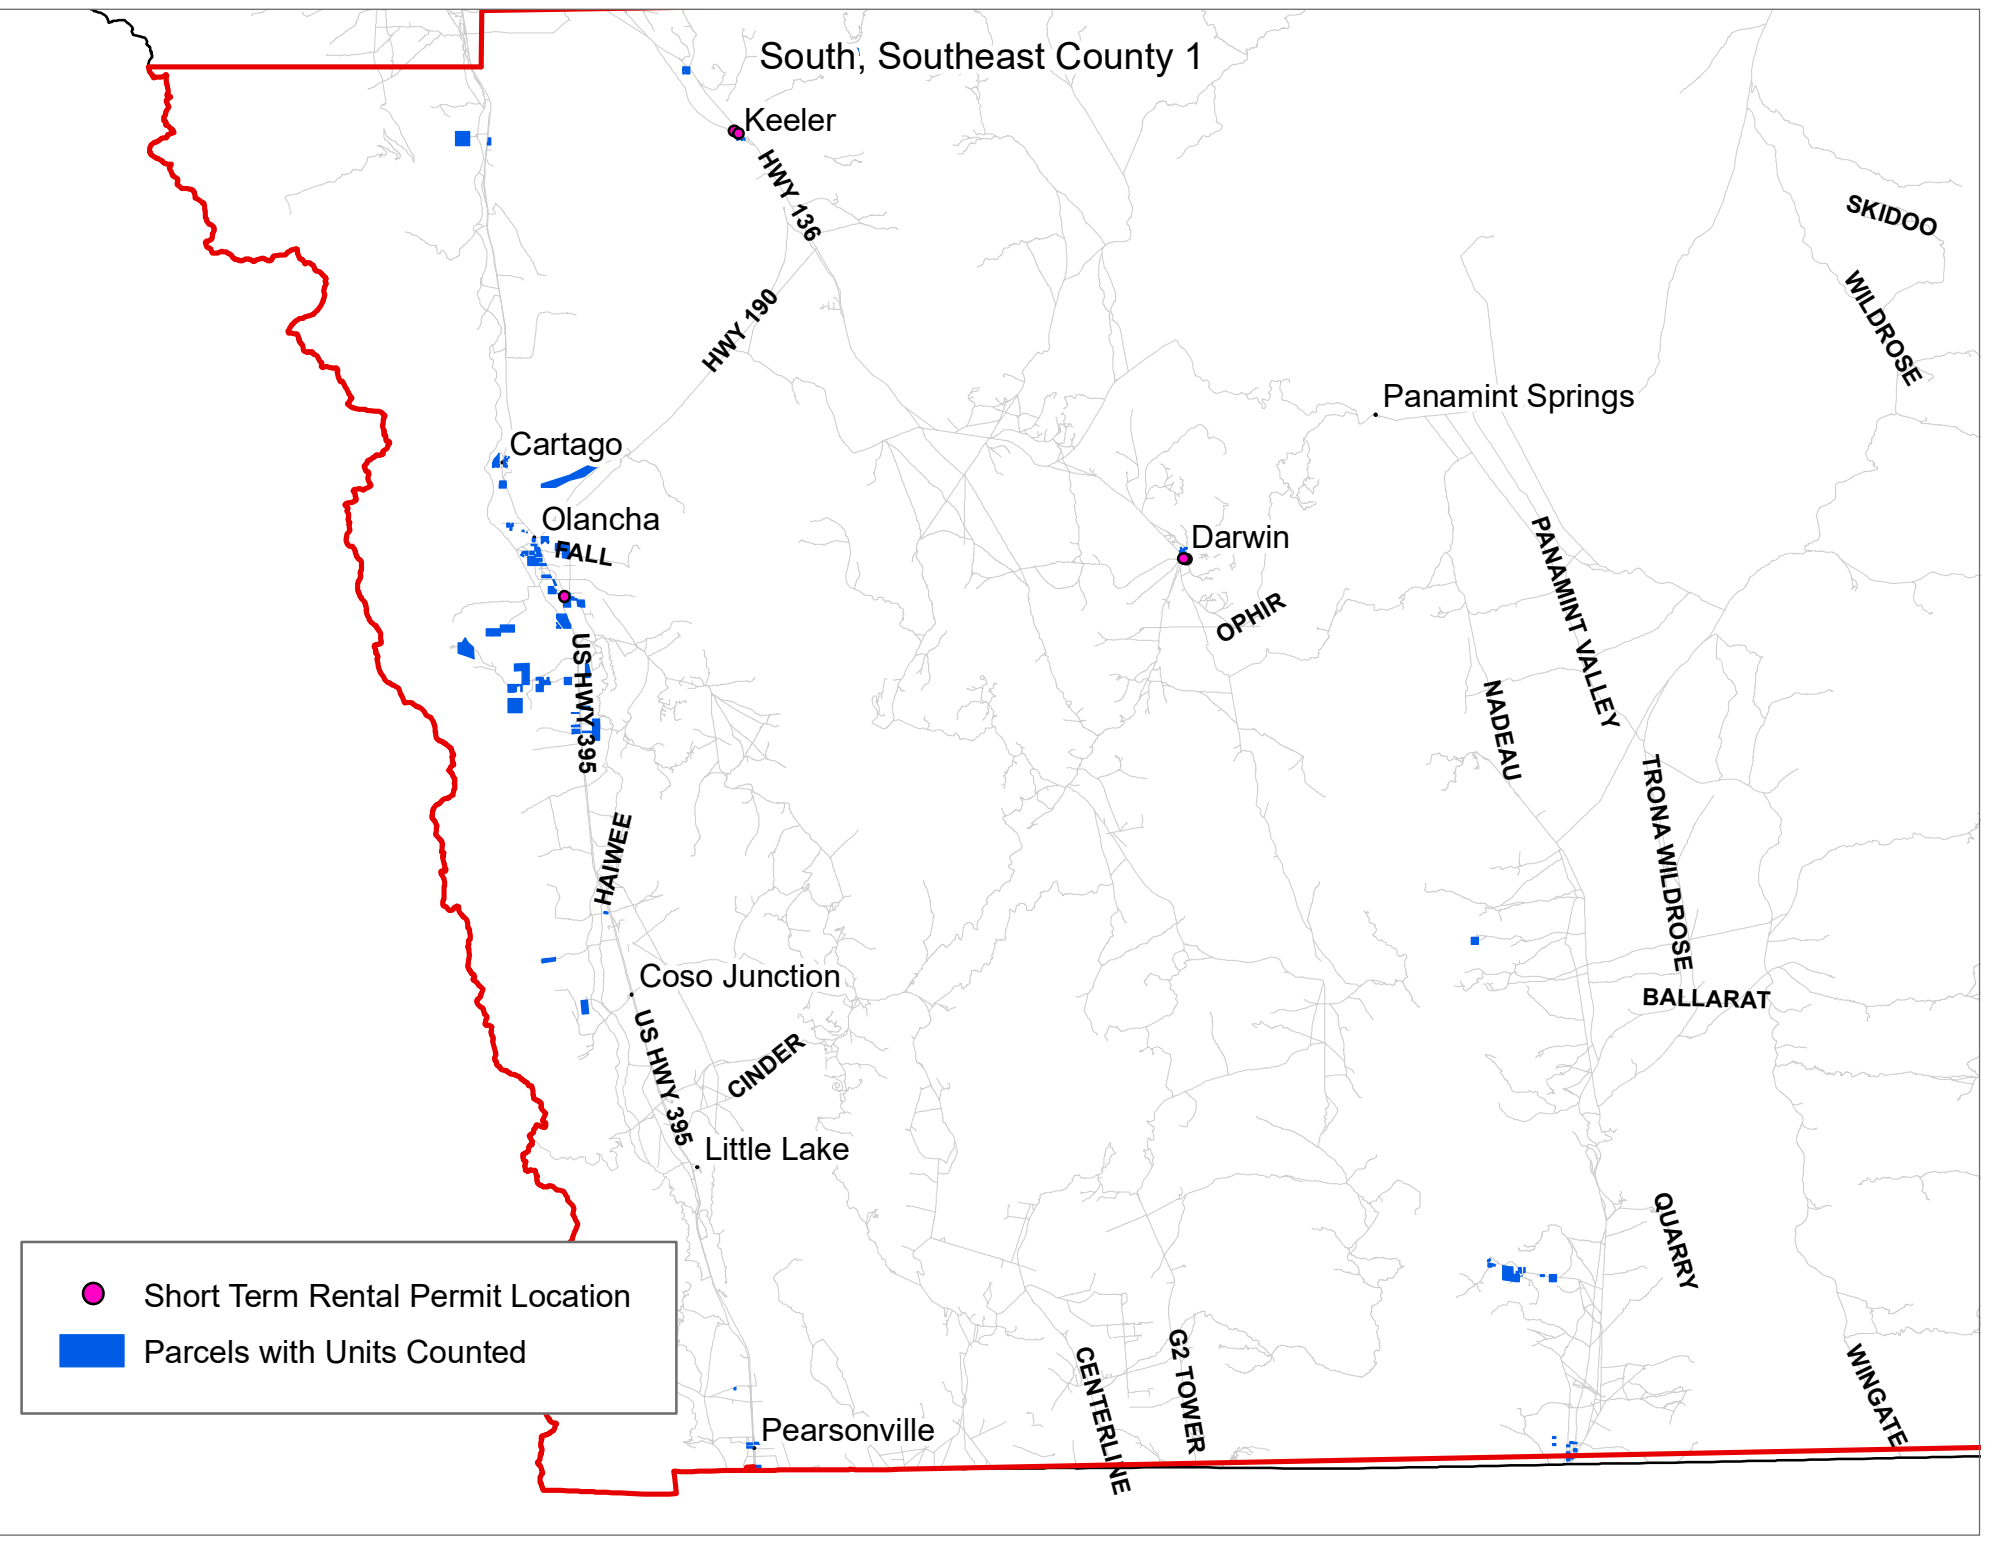 South, Southeast County 1
Keeler
HWY 136
SKIDOO
WILDROSE
HWY 190
Panamint Springs
Cartago
Olancha
FALL
Darwin
OPHIR
PANAMINT VALLEY
US HWY 395
NADEAU
TRONA WILDROSE
HAIWEE
Coso Junction
BALLARAT
US HWY 395
CINDER
Little Lake
QUARRY
Short Term Rental Permit Location
Parcels with Units Counted
CENTERLINE
G2 TOWER
WINGATE
Pearsonville